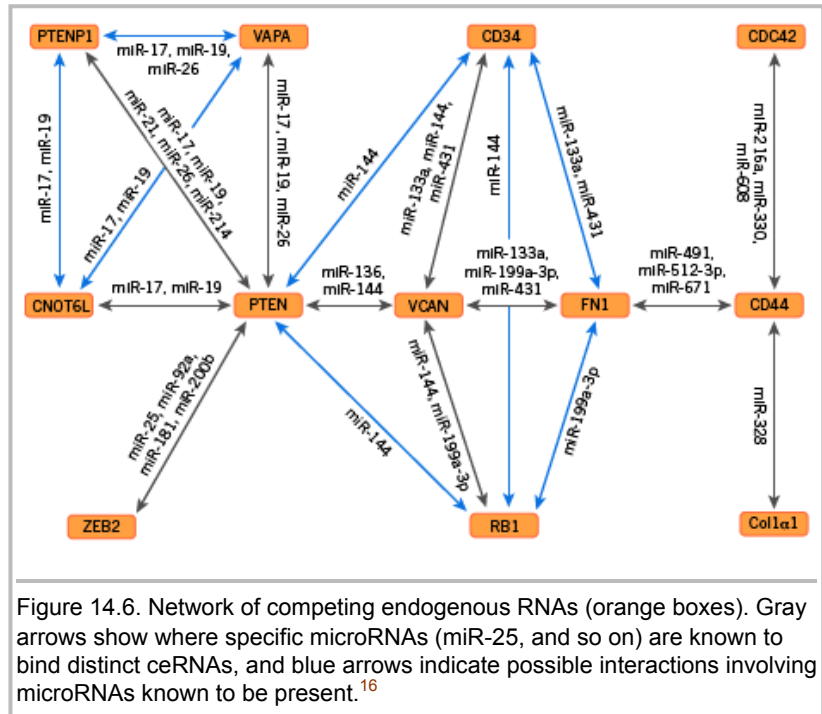 PTENP1
VAPA
CD34
CDC42
miR-17, miR-19,
miR-26
miR-17, miR-19
miR-17, miR-19,
miR-21, miR-26, miR-214
miR-17, miR-19
miR-17, miR-19, miR-26
miR-144
miR-133a, miR-144,
miR-431
miR-144
miR-133a, miR-431
miR-216a, miR-330,
miR-608
miR-17, miR-19
miR-136,
miR-144
miR-133a,
miR-199a-3p,
miR-431
miR-491,
miR-512-3p,
miR-671
CNOT6L
PTEN
VCAN
FN1
CD44
miR-25, miR-92a,
miR-181, miR-200b
miR-144
miR-144, miR-199a-3p
miR-199a-3p
miR-328
ZEB2
RB1
Col1α1
Figure 14.6. Network of competing endogenous RNAs (orange boxes). Gray
arrows show where specific microRNAs (miR-25, and so on) are known to
bind distinct ceRNAs, and blue arrows indicate possible interactions involving
microRNAs known to be present.16